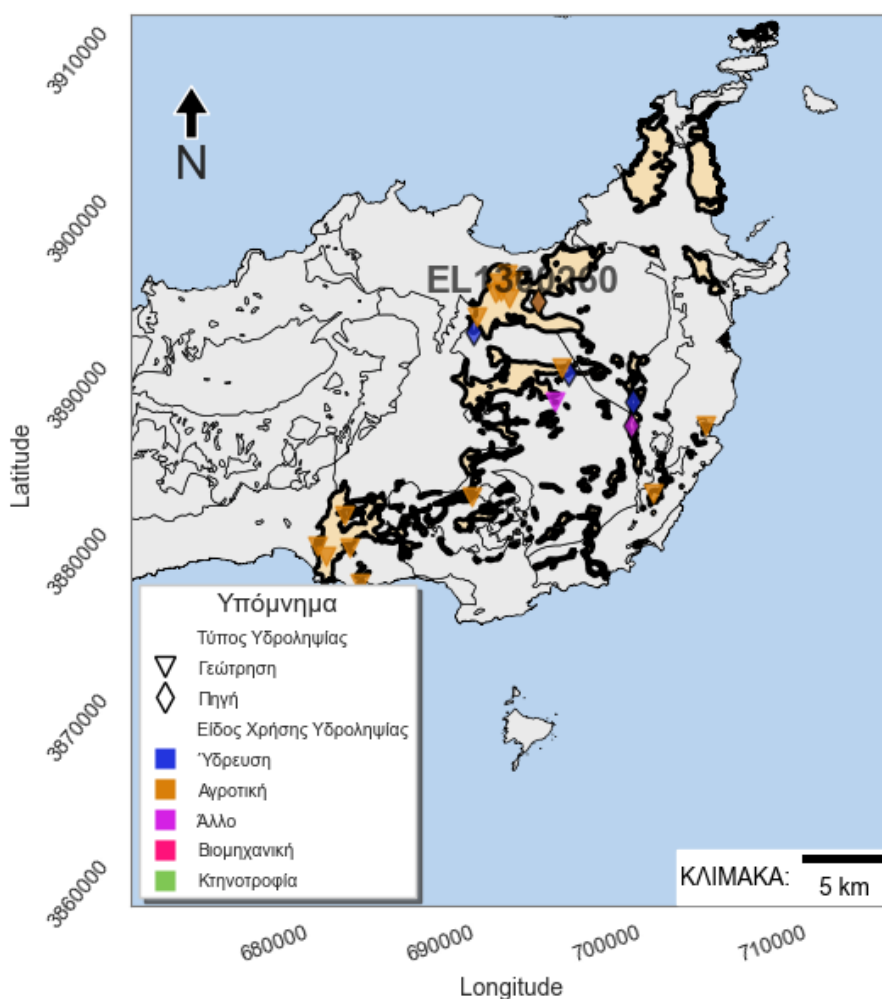 3910000
3900000
3890000
3880000
3870000
3860000
Latitude
N
EL1300260
Υπόμνημα
Τύπος Υδροληψίας
Γεώτρηση
Πηγή
Είδος Χρήσης Υδροληψίας
Ύδρευση
Αγροτική
Άλλο
Βιομηχανική
Κτηνοτροφία
ΚΛΙΜΑΚΑ:
5 km
680000
690000
700000
710000
Longitude